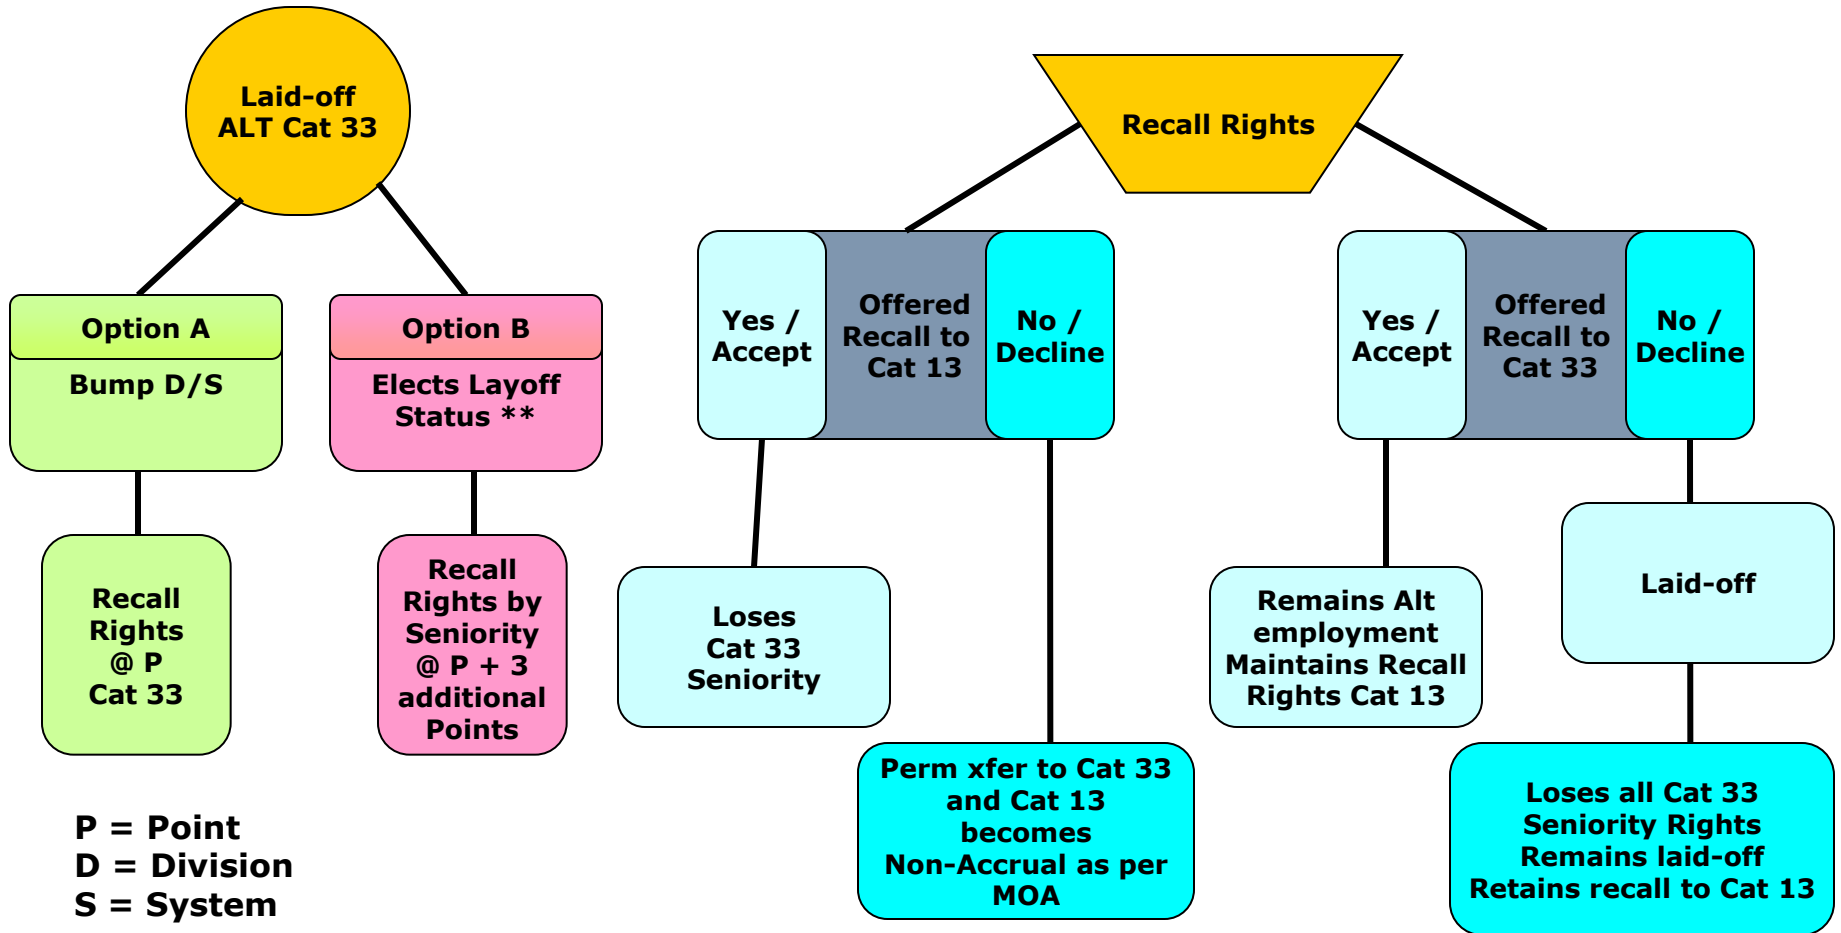 Laid-off
ALT Cat 33
Option A
Bump D/S
Recall
Rights
@ P
Cat 33
Option B
Elects Layoff
Status **
Recall
Rights by
Seniority
@ P + 3
additional
Points
P = Point
D = Division
S = System
Recall Rights
Yes /
Accept
Offered
Recall to
Cat 13
No /
Decline
Loses
Cat 33
Seniority
Perm xfer to Cat 33
and Cat 13
becomes
Non-Accrual as per
MOA
Yes /
Accept
Offered
Recall to
Cat 33
No /
Decline
Remains Alt
employment
Maintains Recall
Rights Cat 13
Laid-off
Loses all Cat 33
Seniority Rights
Remains laid-off
Retains recall to Cat 13